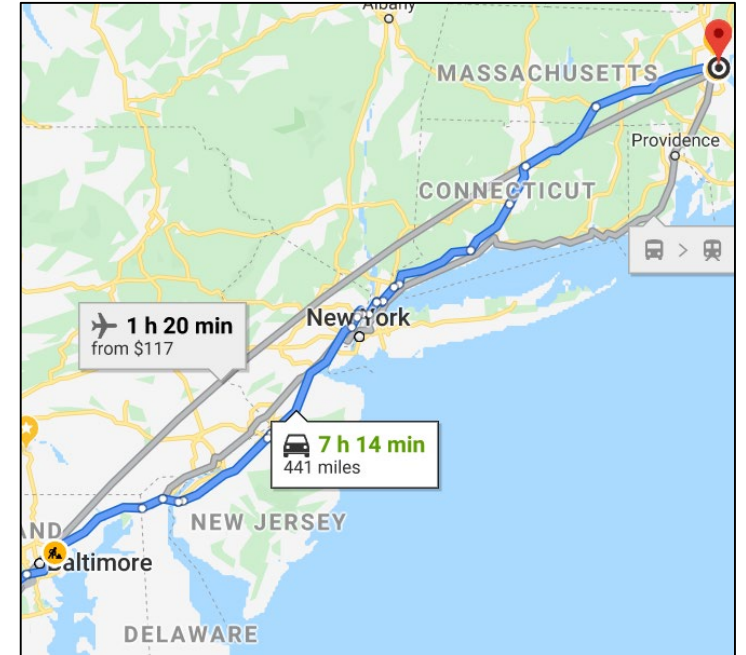 Albany
MASSACHUSETTS
Providence
CONNECTICUT
>
1 h 20 min
from $117
New York
7 h 14 min
441 miles
NEW JERSEY
AND
Baltimore
DELAWARE